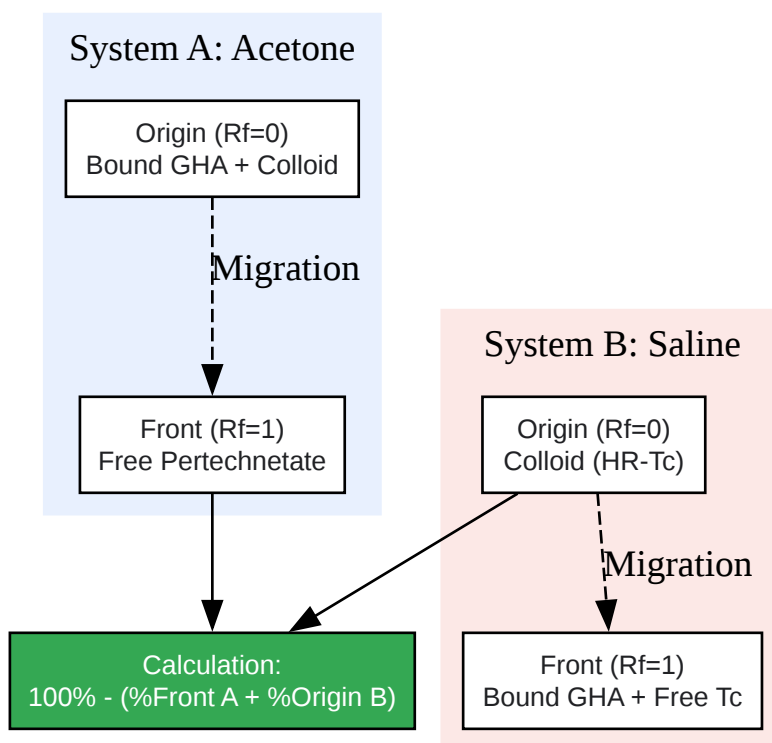 System A: Acetone
Origin (Rf=0)
Bound GHA + Colloid
Migration
Front (Rf=1)
Free Pertechnetate
System B: Saline
Origin (Rf=0)
Colloid (HR-Tc)
Migration
Front (Rf=1)
Bound GHA + Free Tc
Calculation:
100% - (%Front A + %Origin B)